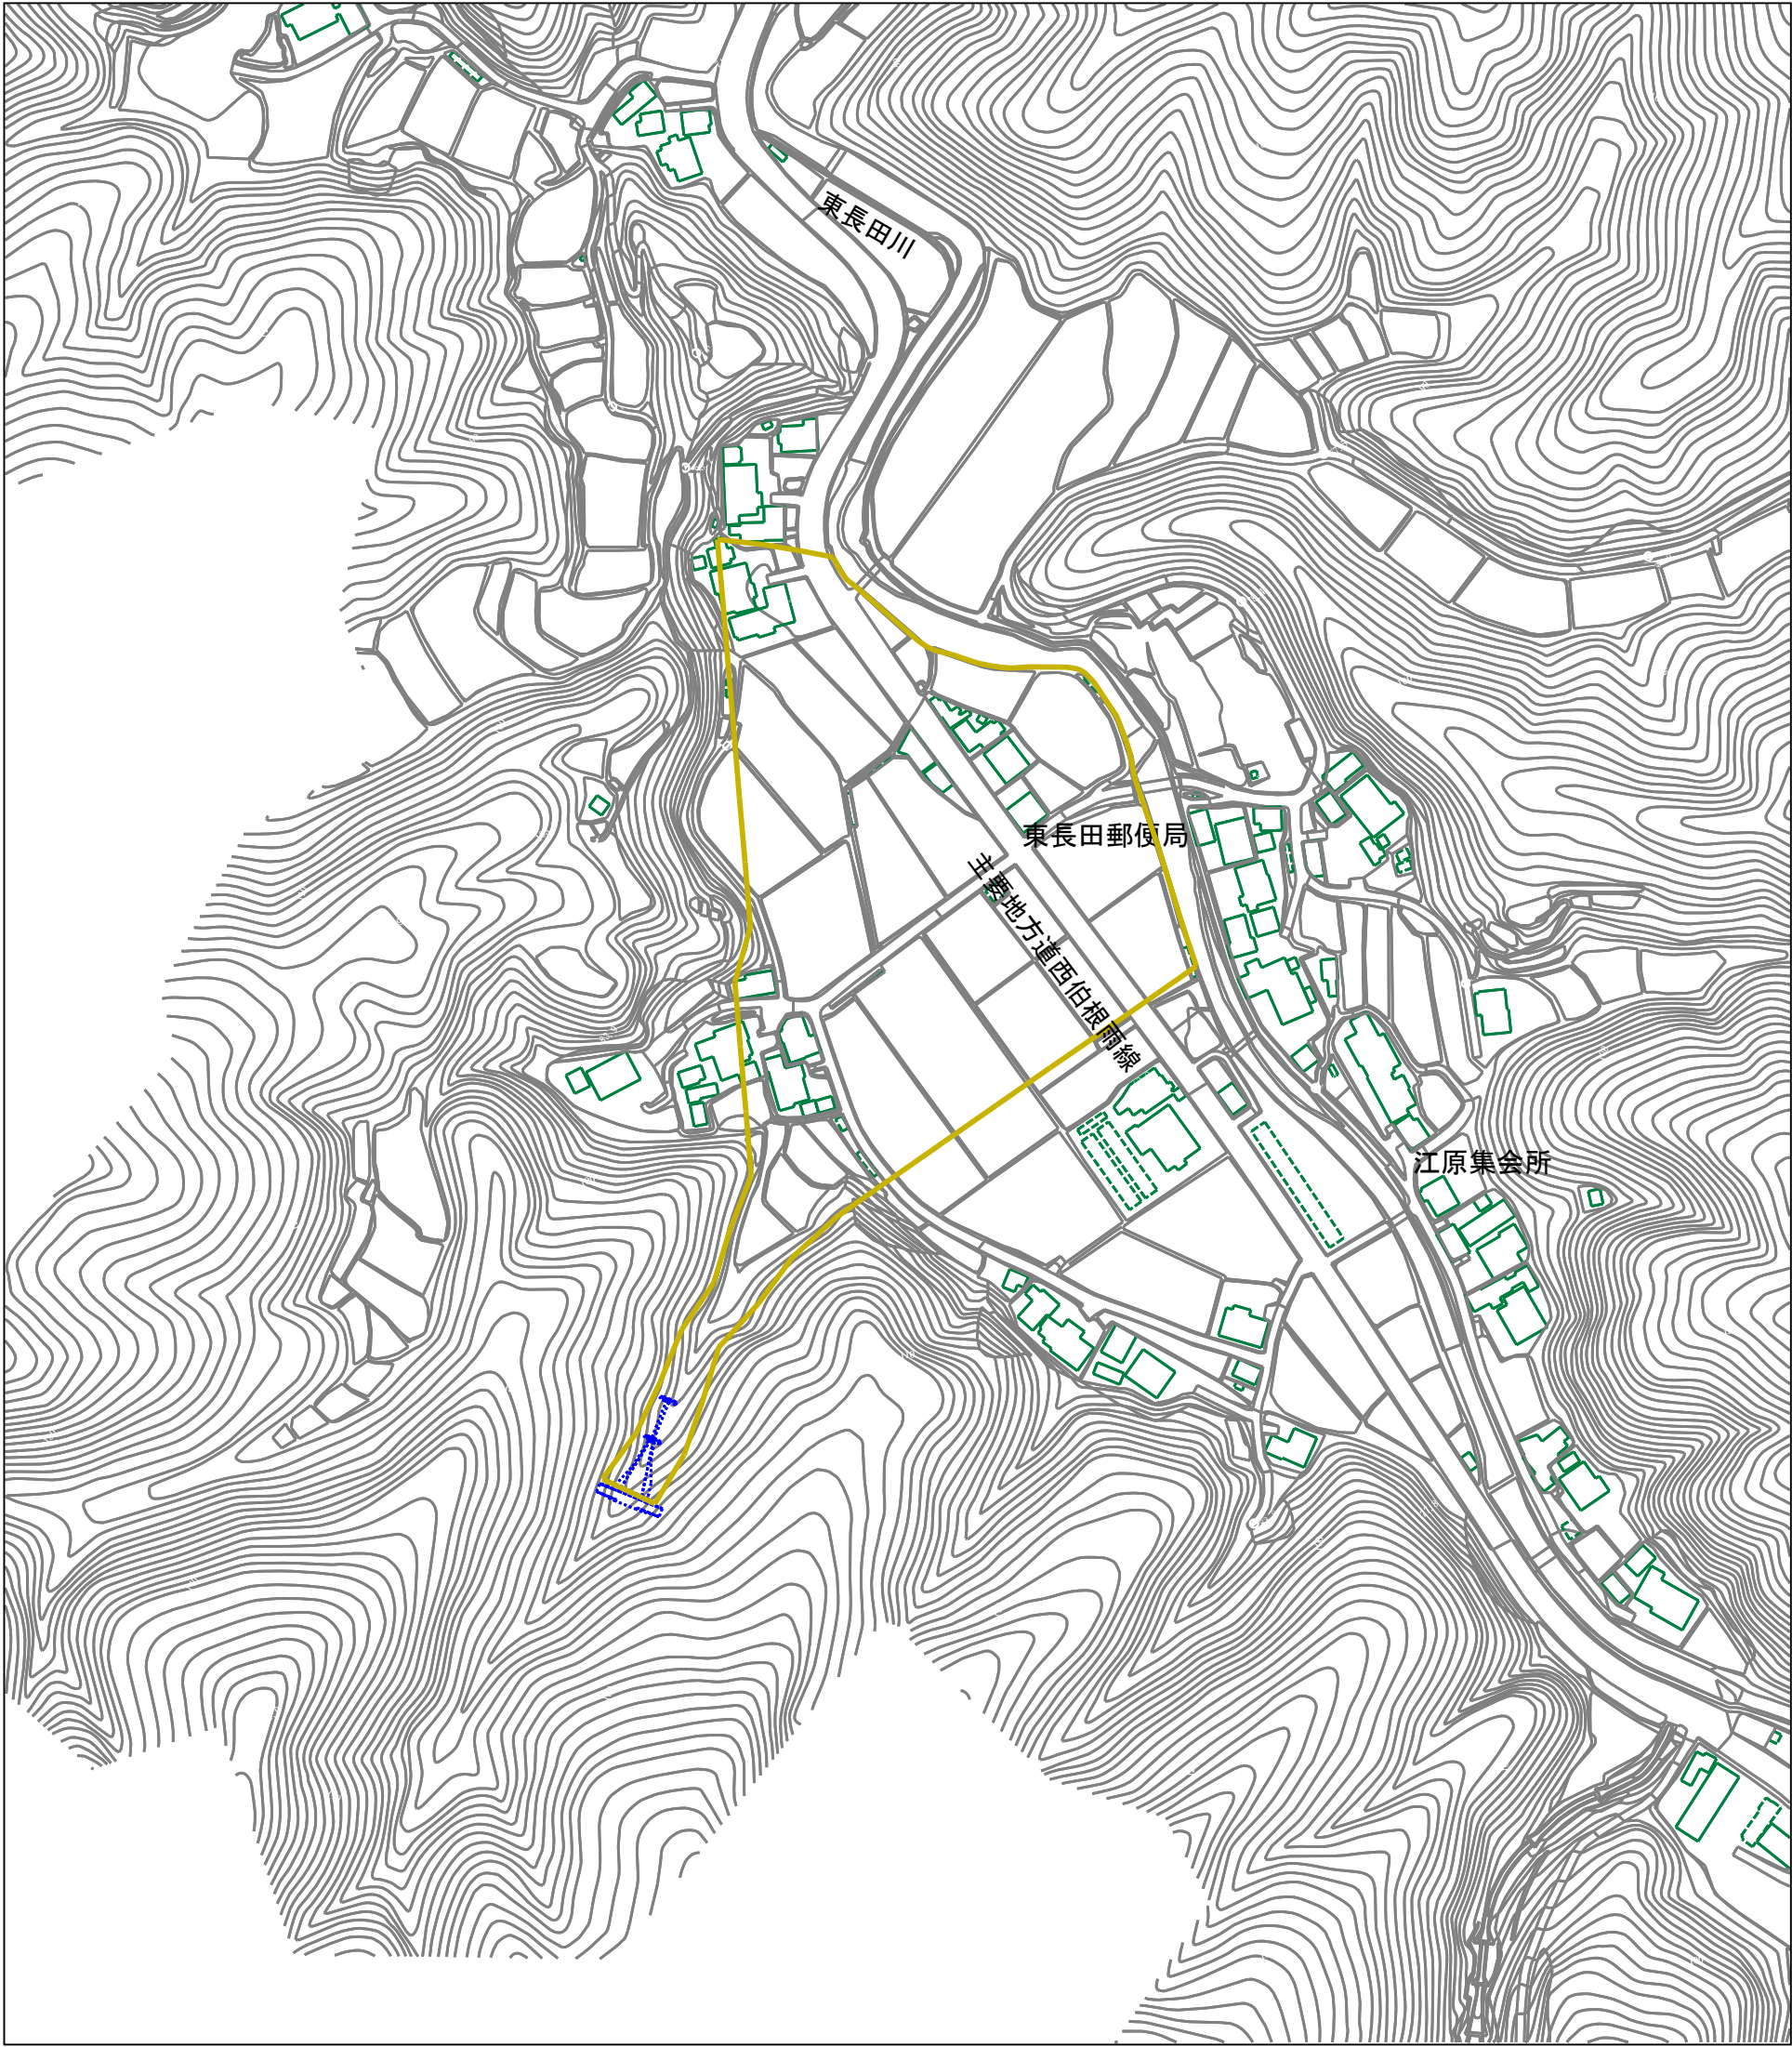 東長田川
東長田郵便局
主要地方道西伯根雨線
江原集会所